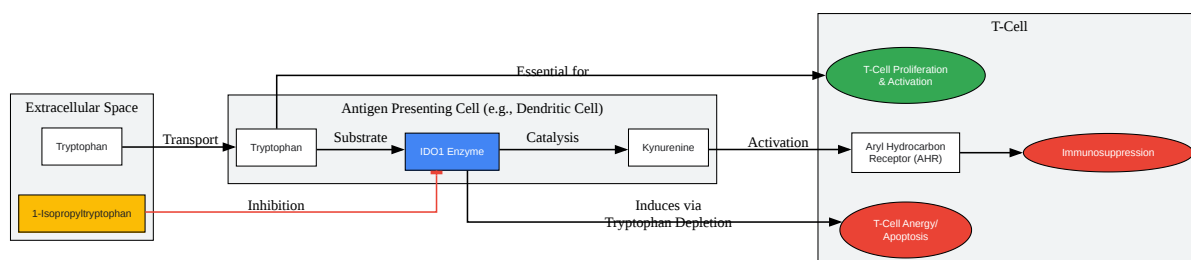 T-Cell
T-Cell Proliferation
& Activation
Essential for
Extracellular Space
Antigen Presenting Cell (e.g., Dendritic Cell)
Tryptophan
Transport
Tryptophan
Substrate
IDO1 Enzyme
Catalysis
Kynurenine
Activation
Aryl Hydrocarbon
Receptor (AHR)
Immunosuppression
1-Isopropyltryptophan
Inhibition
Induces via
Tryptophan Depletion
T-Cell Anergy/
Apoptosis